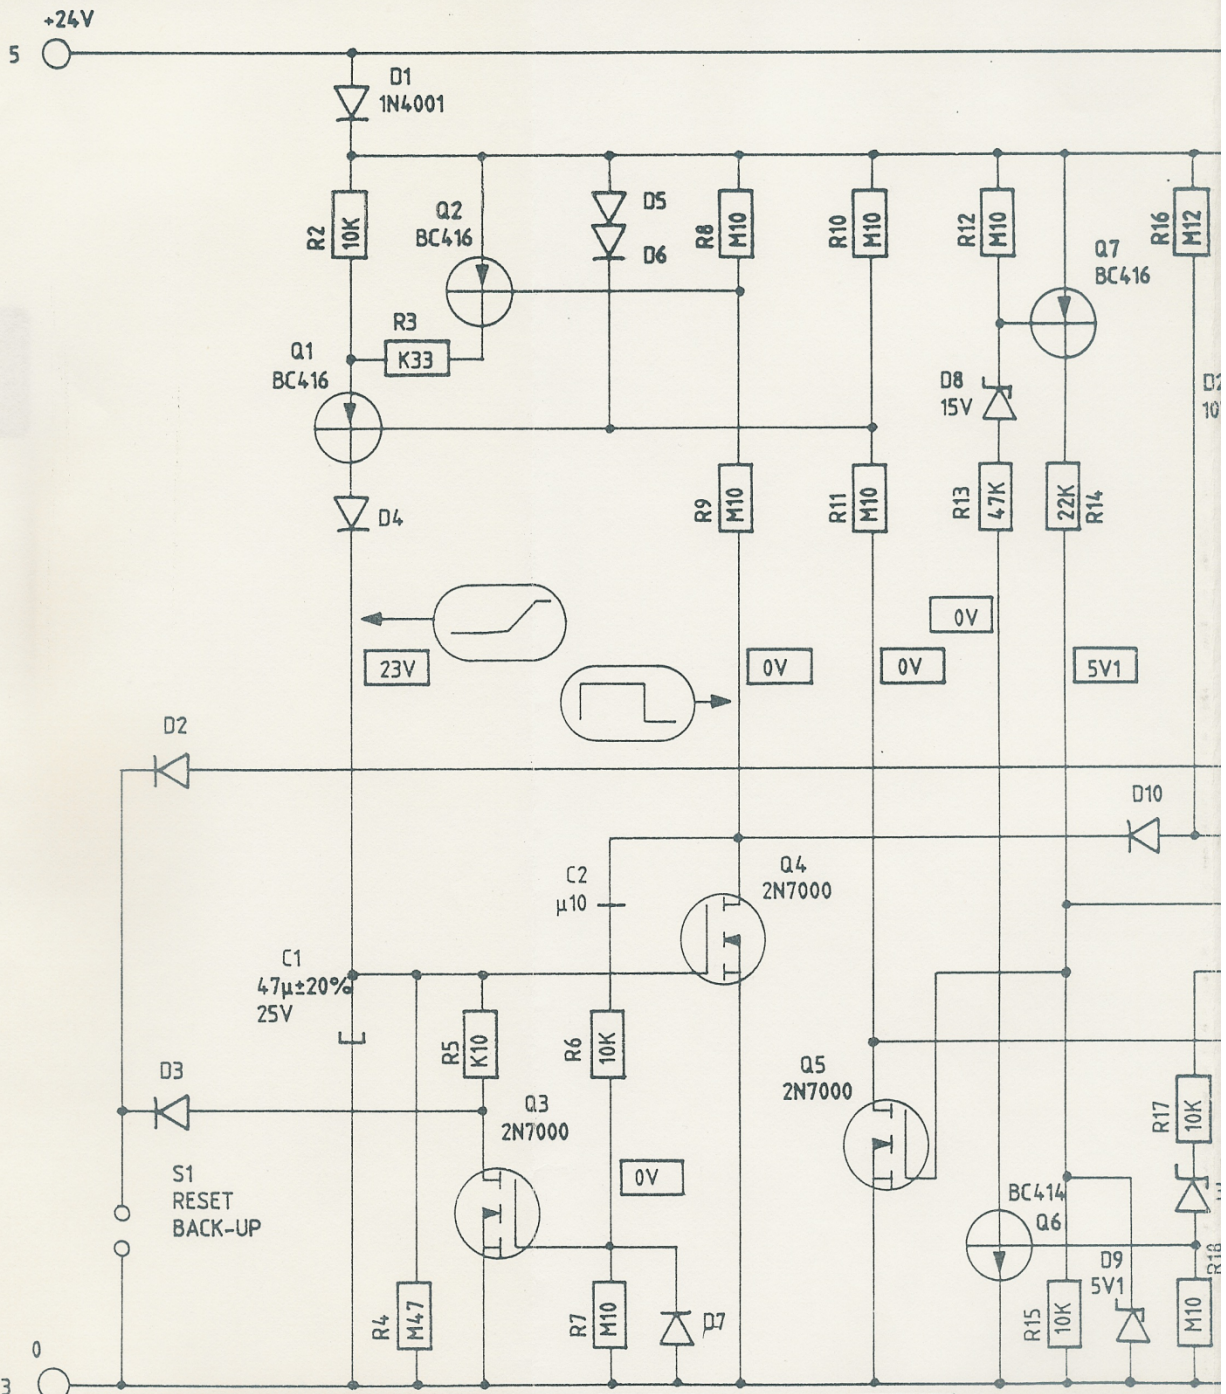 +24V
5
D1
1N4001
R2
10K
Q2
BC416
D5
D6
R8
M10
R10
M10
R12
M10
Q7
BC416
R16
M12
R3
K33
Q1
BC416
D8
15V
D2
10
D4
R9
M10
R11
M10
R13
47K
22K
R14
0V
23V
0V
0V
5V1
D2
D10
C2
µ10
Q4
2N7000
C1
47µ±20%
25V
R5
K10
R6
10K
Q5
2N7000
D3
Q3
2N7000
R17
10K
S1
RESET
BACK-UP
0V
BC414
Q6
D9
5V1
R18
M10
R4
M47
R7
M10
D7
R15
10K
0
3